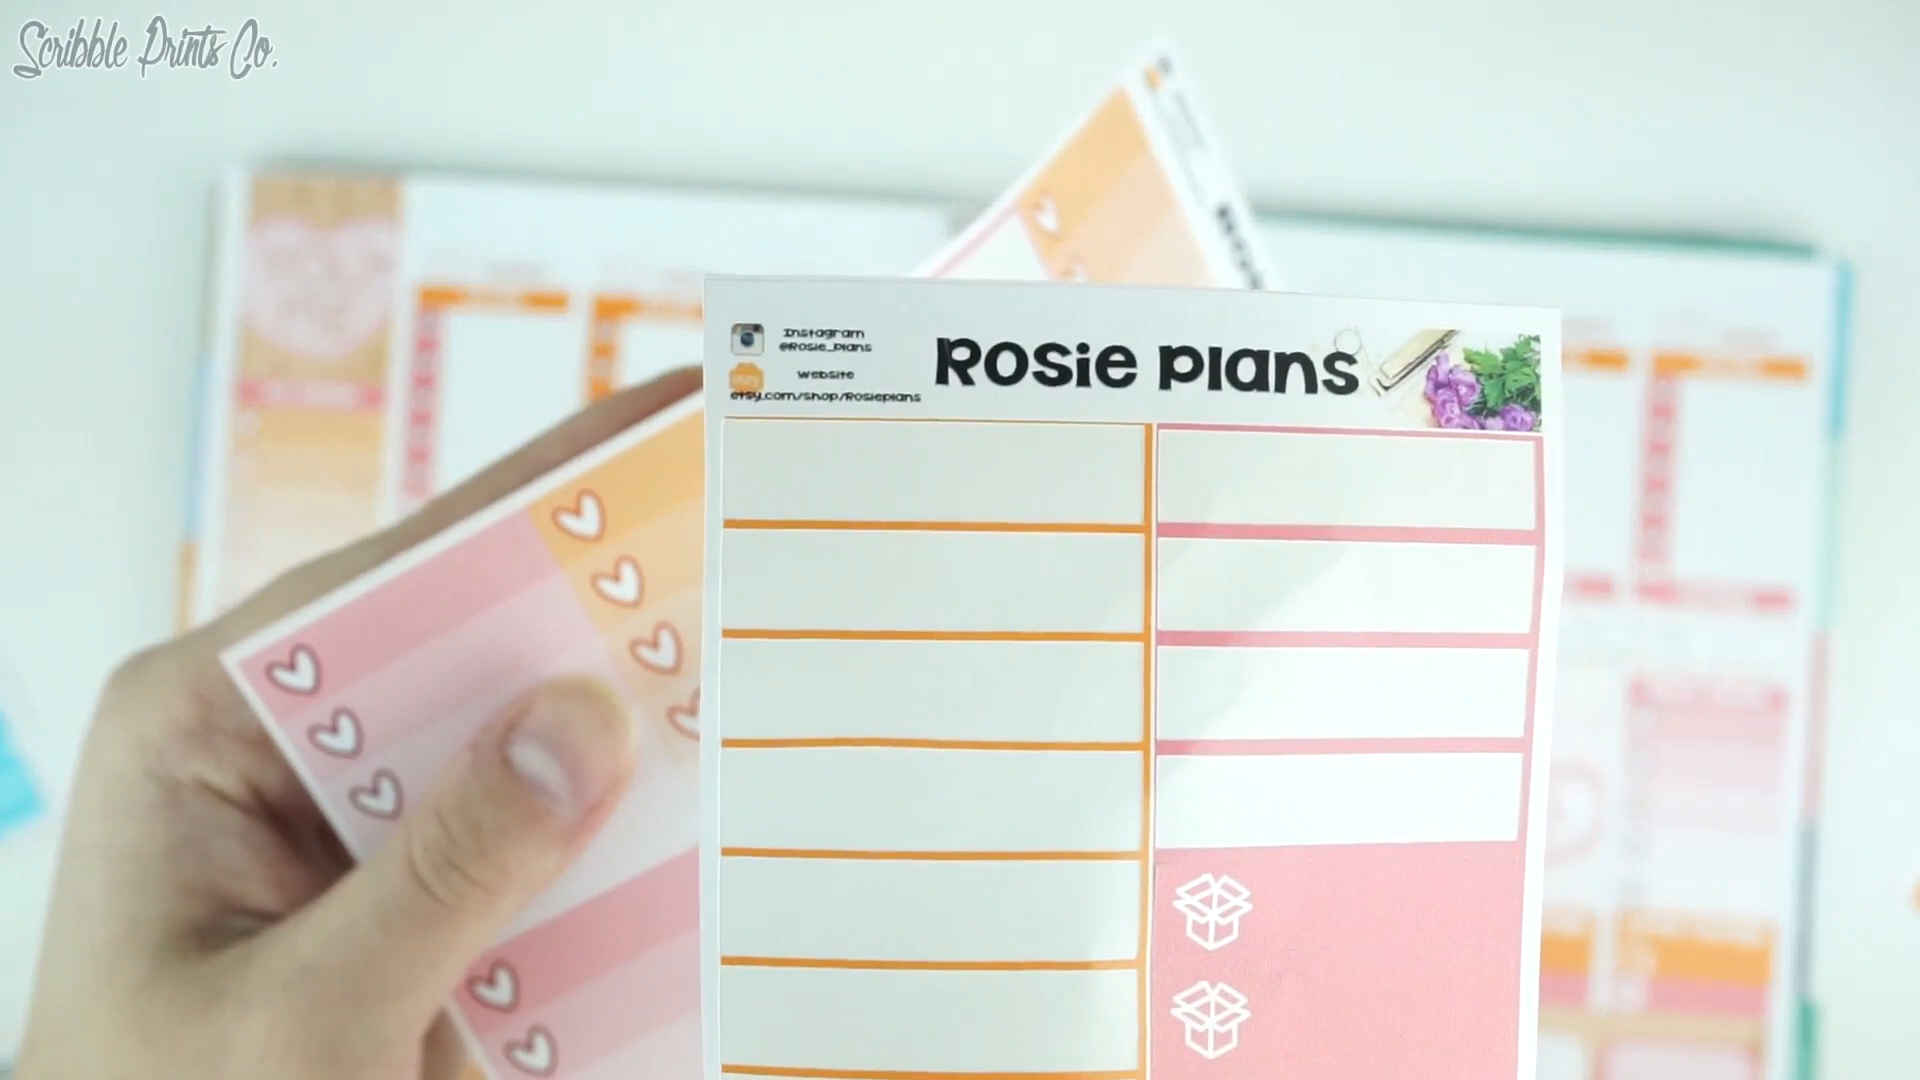 Scribble Prints Co.
Instagram
@Rosie_Plans
Website
etsy.com/shop/Rosieplans
Rosie Plans